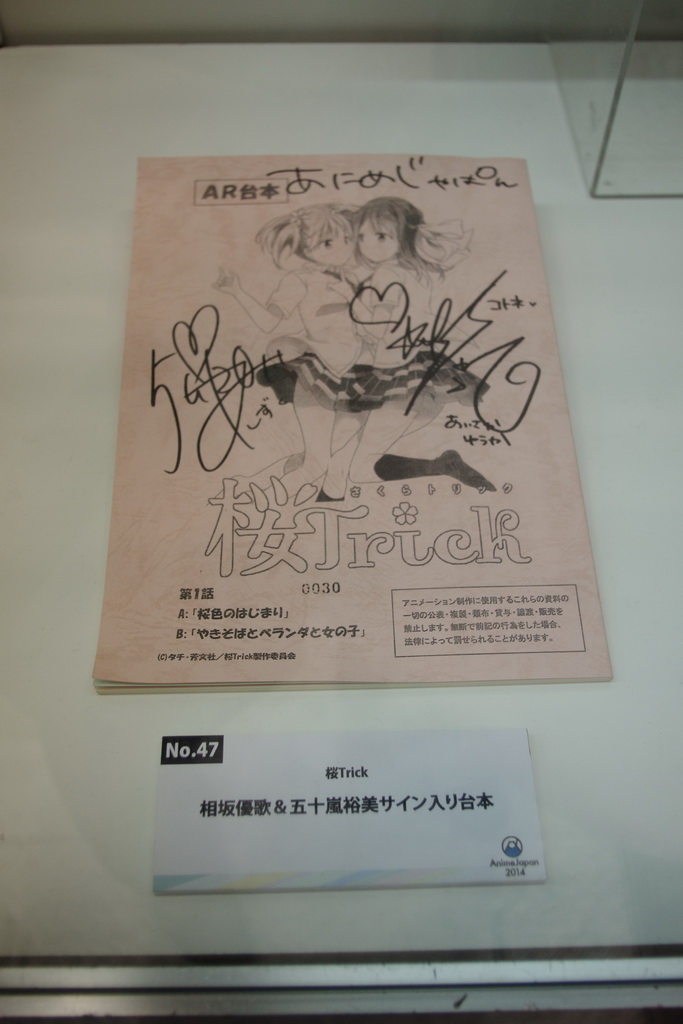 AR台本
あにめじゃぱん
コトネ
しずく
あいさか
ゆうか
さくらトリック
桜Trick
0030
第1話
A:「桜色のはじまり」
B:「やきそばとベランダと女の子」
(C)タチ・芳文社／桜Trick製作委員会
アニメーション制作に使用するこれらの資料の
一切の公表・複製・頒布・貸与・譲渡・販売を
禁止します。無断で前記の行為をした場合、
法律によって罰せられることがあります。
No.47
桜Trick
相坂優歌＆五十嵐裕美サイン入り台本
AnimeJapan
2014